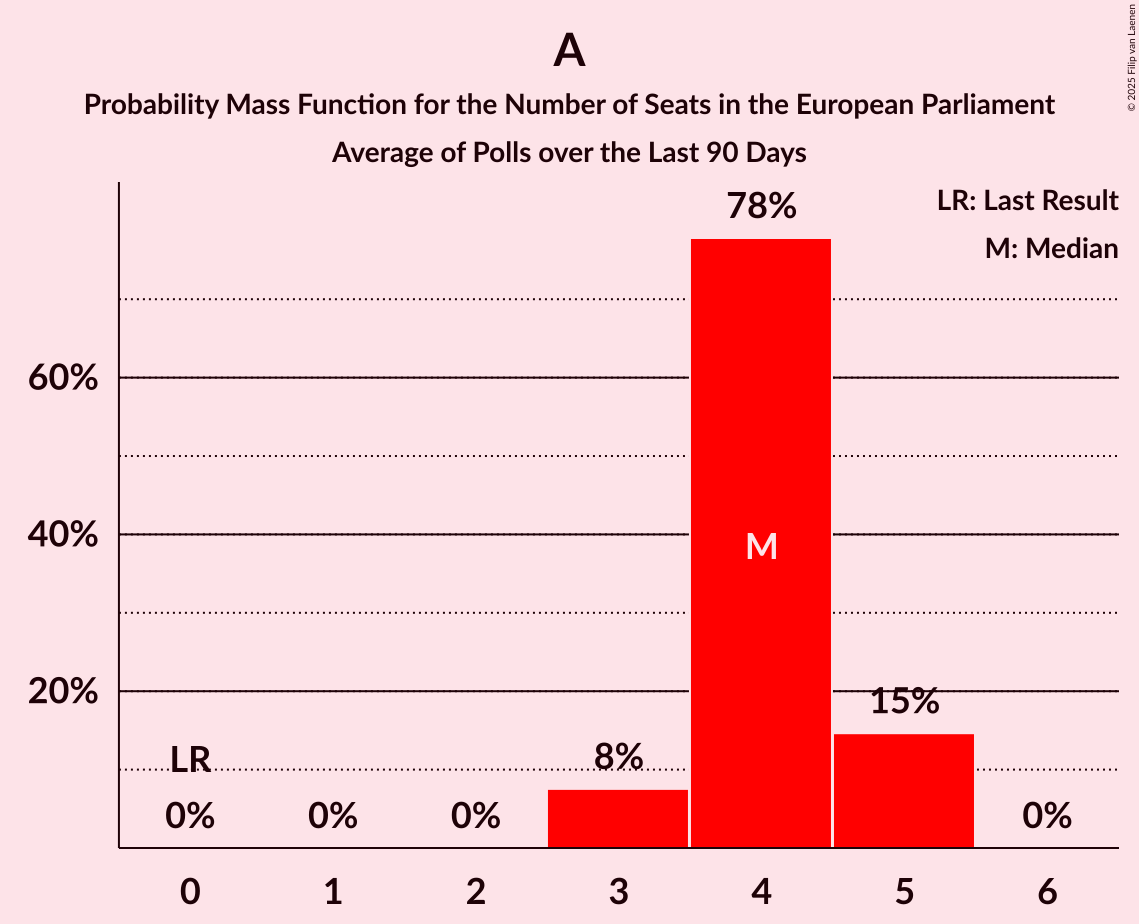 A
Probability Mass Function for the Number of Seats in the European Parliament
Average of Polls over the Last 90 Days
© 2025 Filip van Laenen
LR: Last Result
M: Median
78%
60%
40%
20%
M
15%
8%
LR
0%
0%
0%
0%
0
1
2
3
4
5
6